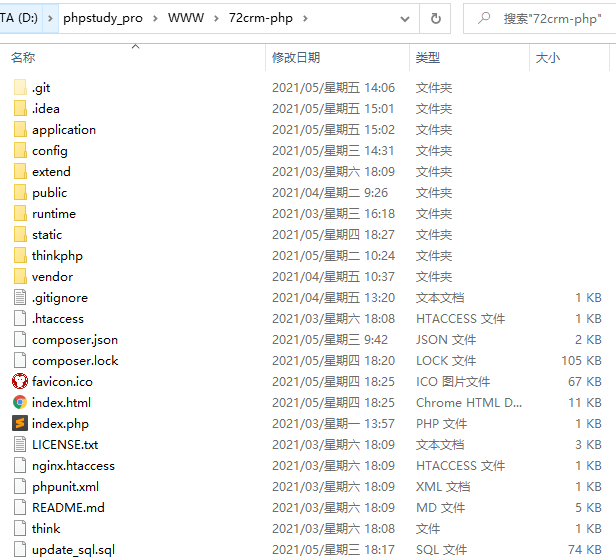 TA (D:) > phpstudy_pro > WWW > 72crm-php > 搜索"72crm-php"
名称 修改日期 类型 大小
.git 2021/05/星期五 14:06 文件夹
.idea 2021/05/星期五 15:01 文件夹
application 2021/05/星期五 15:02 文件夹
config 2021/05/星期三 14:31 文件夹
extend 2021/03/星期六 18:09 文件夹
public 2021/04/星期二 9:26 文件夹
runtime 2021/03/星期三 16:18 文件夹
static 2021/05/星期四 18:27 文件夹
thinkphp 2021/05/星期二 10:24 文件夹
vendor 2021/04/星期五 10:37 文件夹
.gitignore 2021/04/星期五 13:20 文本文档 1 KB
.htaccess 2021/03/星期六 18:08 HTACCESS 文件 1 KB
composer.json 2021/05/星期三 9:42 JSON 文件 2 KB
composer.lock 2021/05/星期四 18:20 LOCK 文件 105 KB
favicon.ico 2021/05/星期四 18:25 ICO 图片文件 67 KB
index.html 2021/05/星期四 18:25 Chrome HTML D... 11 KB
index.php 2021/03/星期一 13:57 PHP 文件 1 KB
LICENSE.txt 2021/03/星期六 18:09 文本文档 3 KB
nginx.htaccess 2021/03/星期六 18:09 HTACCESS 文件 1 KB
phpunit.xml 2021/03/星期六 18:09 XML 文档 1 KB
README.md 2021/03/星期六 18:09 MD 文件 5 KB
think 2021/03/星期六 18:08 文件 1 KB
update_sql.sql 2021/05/星期三 18:17 SQL 文件 74 KB